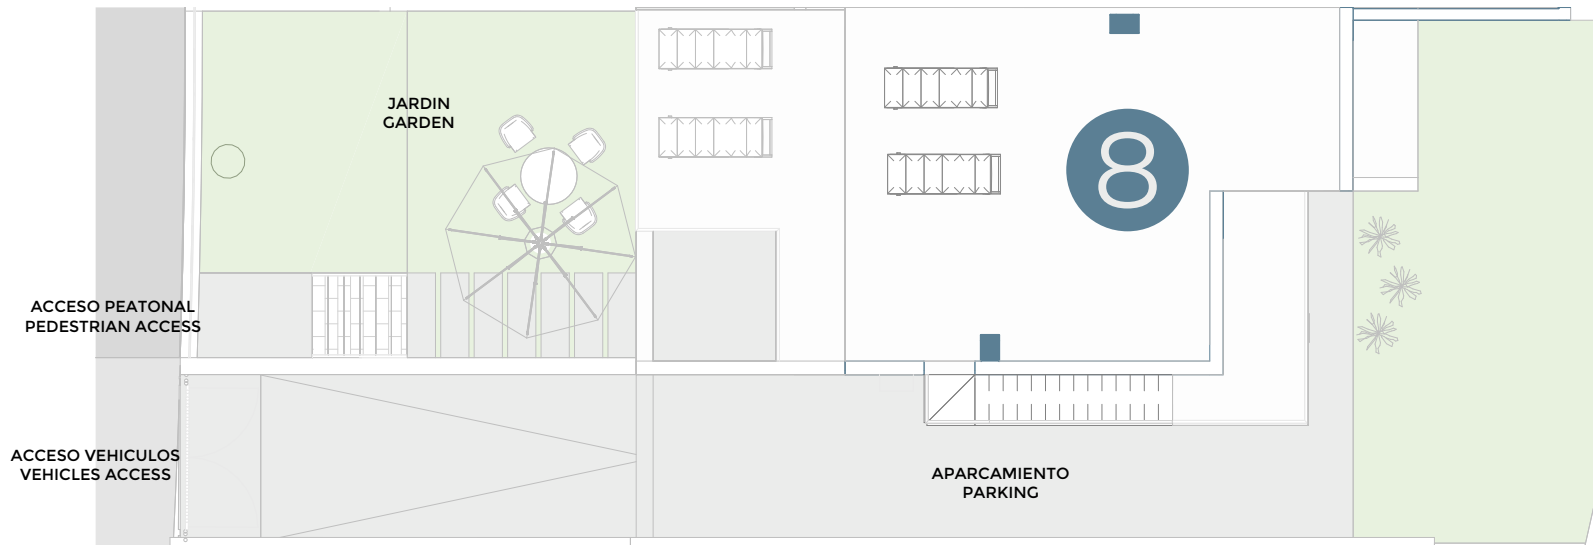 JARDIN
GARDEN
8
ACCESO PEATONAL
PEDESTRIAN ACCESS
ACCESO VEHICULOS
VEHICLES ACCESS
APARCAMIENTO
PARKING